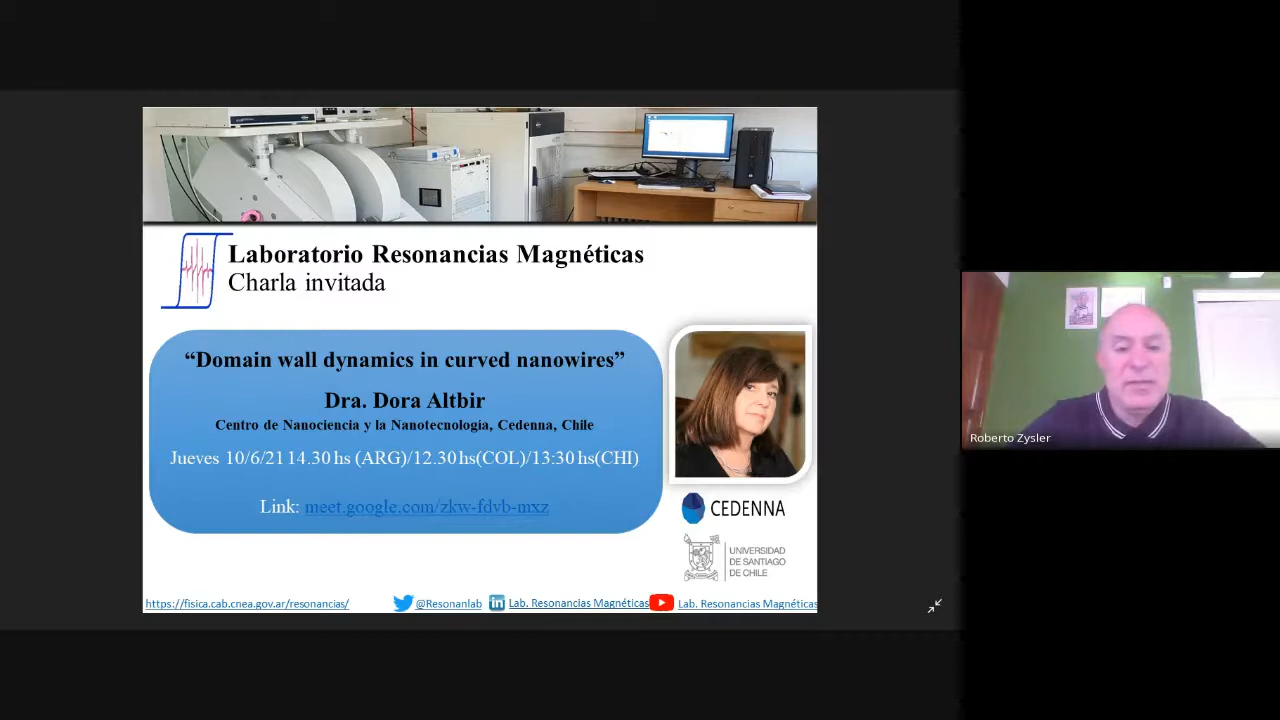 Laboratorio Resonancias Magnéticas
Charla invitada
“Domain wall dynamics in curved nanowires”
Dra. Dora Altbir
Centro de Nanociencia y la Nanotecnologia, Cedenna, Chile
Jueves 10/6/21 14.30 hs (ARG)/12.30 hs(COL)/13:30 hs(CHI)
Link: meet.google.com/zkw-fdvb-mxz
CEDENNA
UNIVERSIDAD
DE SANTIAGO
DE CHILE
https://fisica.cab.cnea.gov.ar/resonancias/
@Resonanlab
Lab. Resonancias Magnéticas
Lab. Resonancias Magnéticas
Roberto Zysler